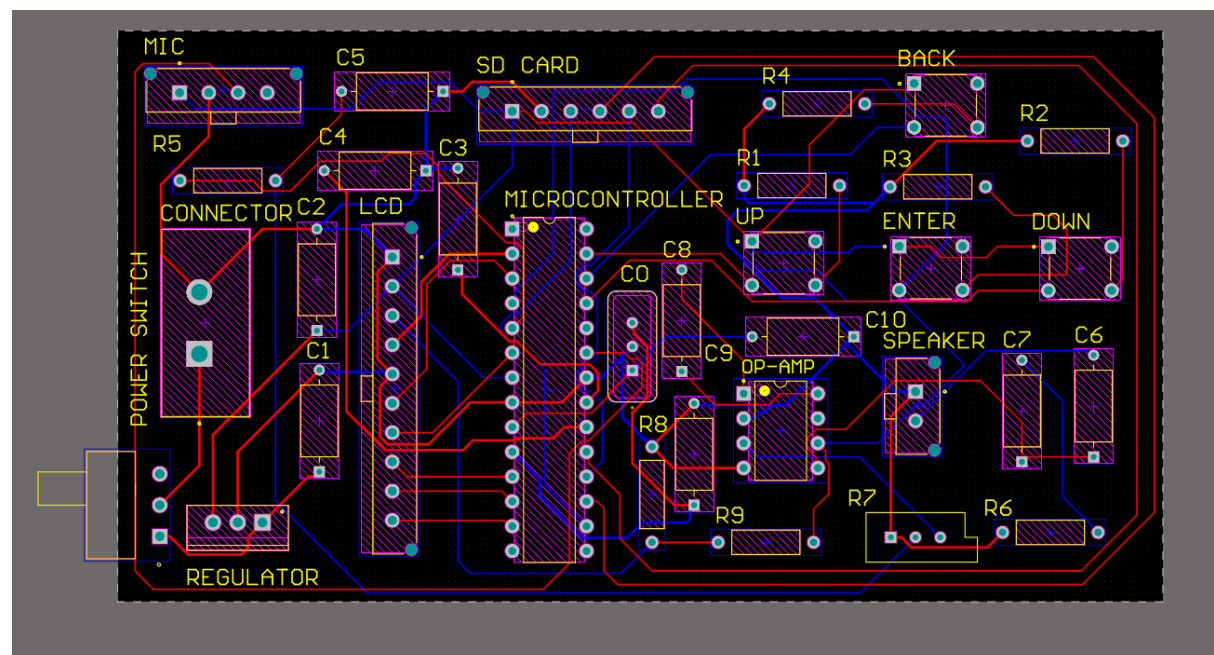 MIC
C5
SD CARD
BACK
R4
R2
R5
C4
C3
R1
R3
CONNECTOR
C2
LCD
MICROCONTROLLER
UP
ENTER
DOWN
POWER SWITCH
C8
CO
C10
C1
C9
OP-AMP
SPEAKER
C7
C6
R8
R9
R7
R6
REGULATOR